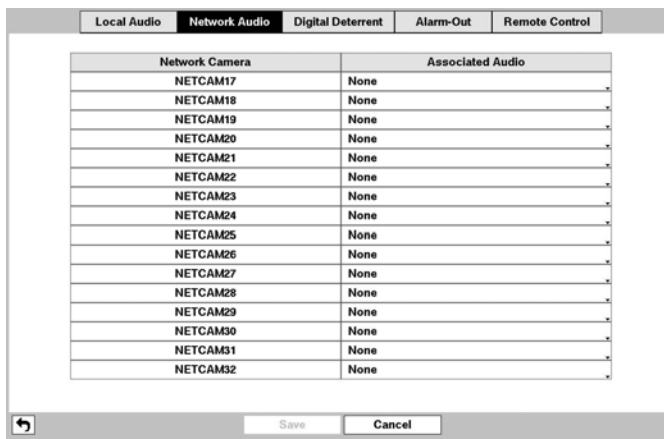 Local Audio Network Audio Digital Deterrent Alarm-Out Remote Control
Network Camera Associated Audio
NETCAM17 None
NETCAM18 None
NETCAM19 None
NETCAM20 None
NETCAM21 None
NETCAM22 None
NETCAM23 None
NETCAM24 None
NETCAM25 None
NETCAM26 None
NETCAM27 None
NETCAM28 None
NETCAM29 None
NETCAM30 None
NETCAM31 None
NETCAM32 None
Save Cancel